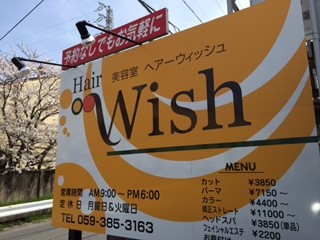 予約なしでもお気軽に
Hair
美容室 ヘアーウィッシュ
Wish
営業時間 AM9:00～PM6:00
定休日 月曜日&火曜日
TEL 059-385-3163
MENU
カット ¥3850
パーマ ¥7150～
カラー ¥4400～
矯正ストレート ¥11000～
ヘッドスパ ¥3850(単品)
フェイシャルエステ ¥2200